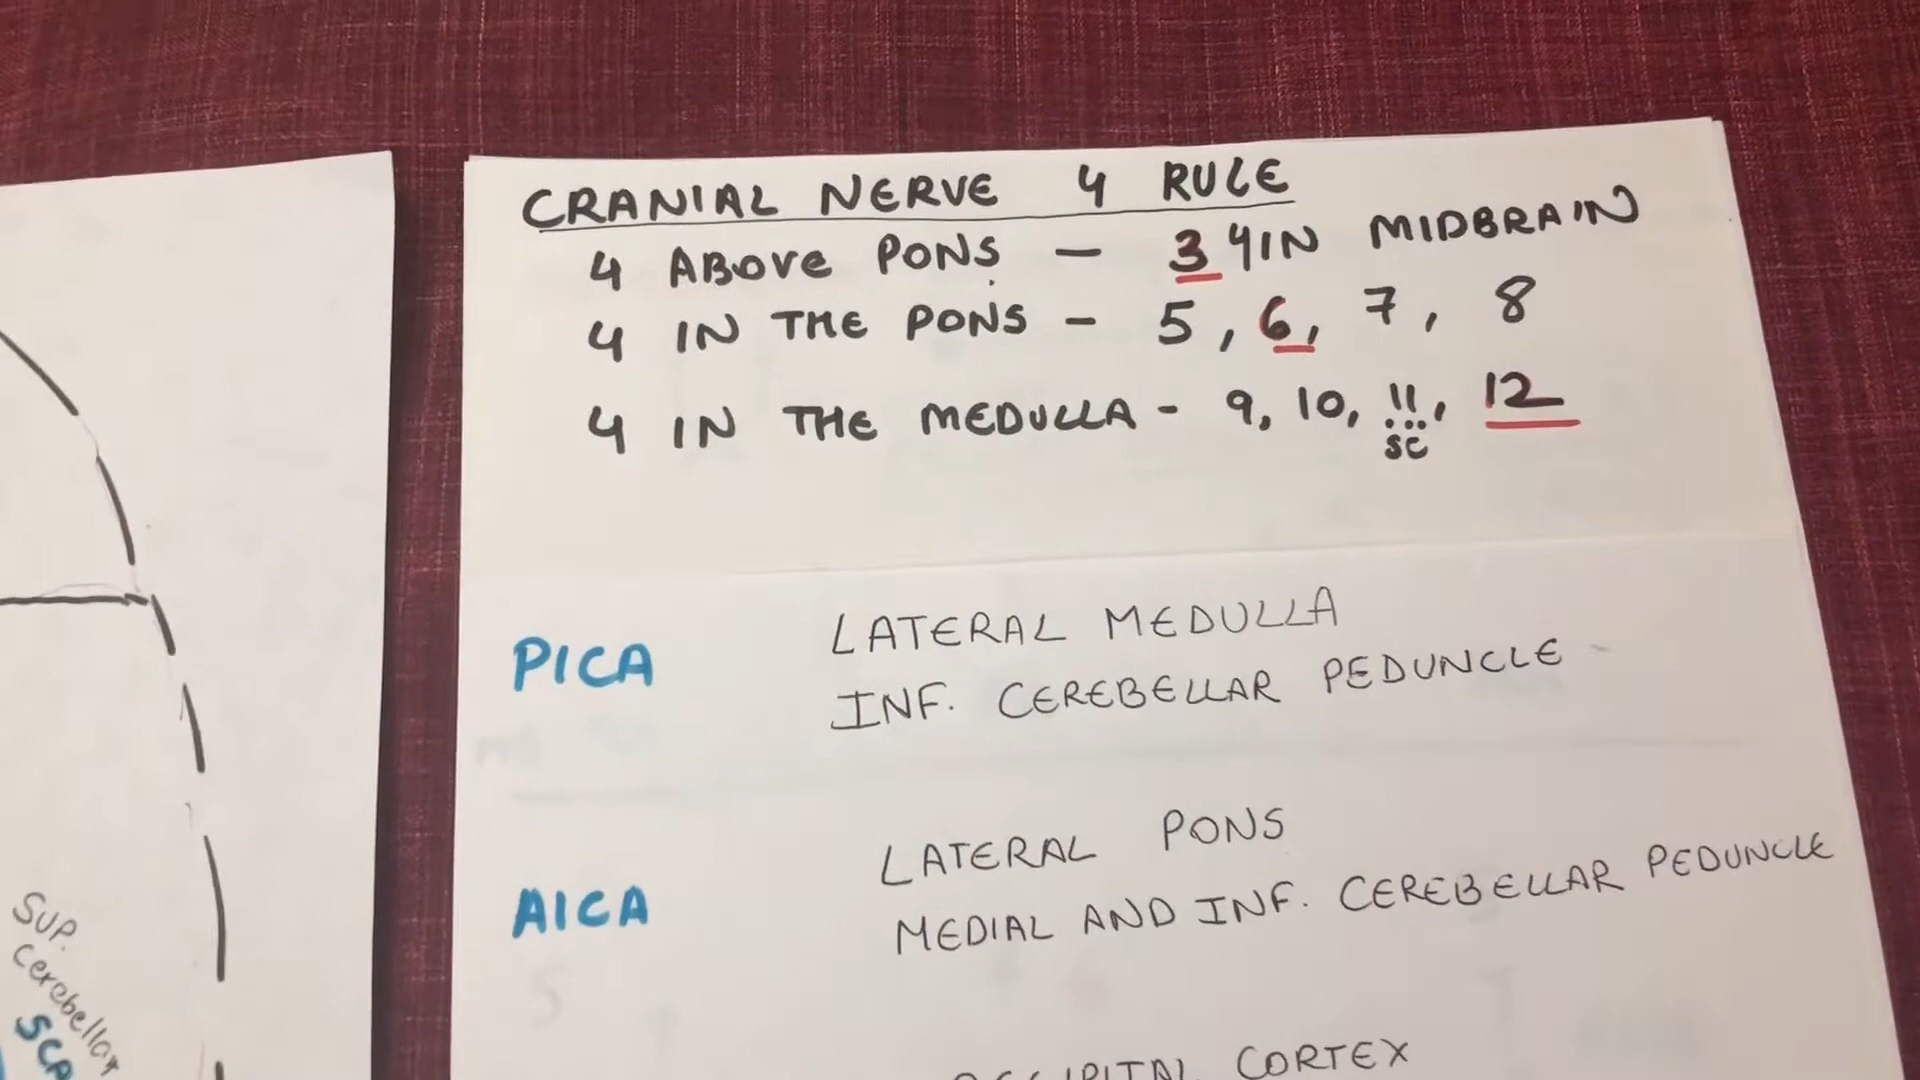 CRANIAL NERVE 4 RULE
4 ABOVE PONS - 3 4 IN MIDBRAIN
4 IN THE PONS - 5, 6, 7, 8
4 IN THE MEDULLA - 9, 10, 11, 12
SC
PICA
LATERAL MEDULLA
INF. CEREBELLAR PEDUNCLE
AICA
LATERAL PONS
MEDIAL AND INF. CEREBELLAR PEDUNCLE
CORTEX
SUP.
Cerebellar
SCA